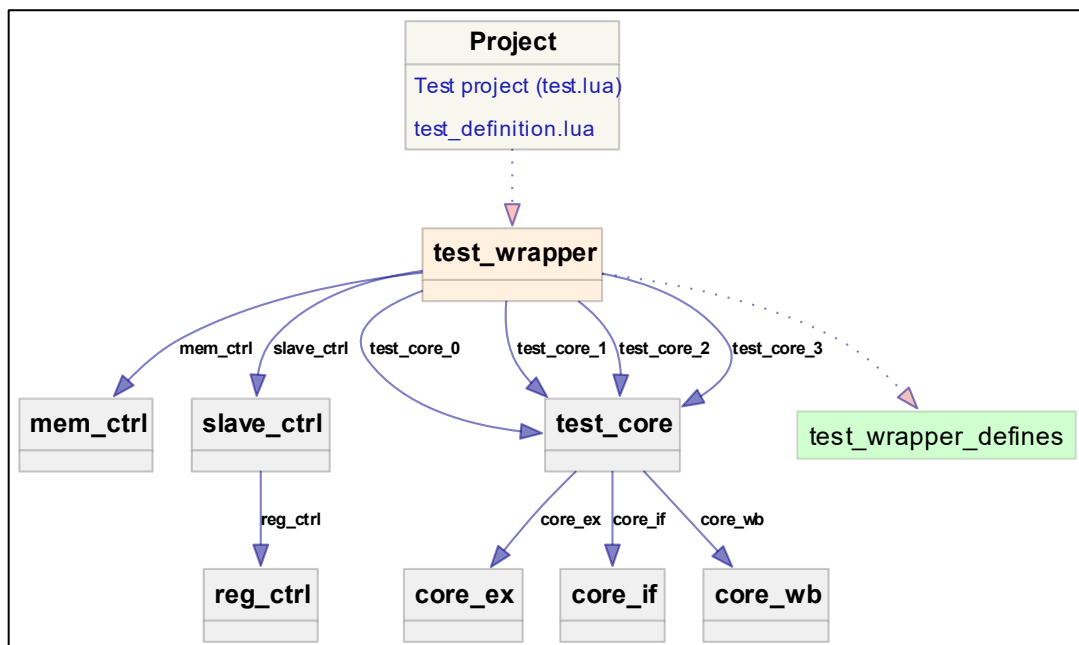 Project
Test project (test.lua)
test_definition.lua
test_wrapper
mem_ctrl
slave_ctrl
test_core_0
test_core_1
test_core_2
test_core_3
mem_ctrl
slave_ctrl
test_core
test_wrapper_defines
reg_ctrl
core_ex
core_if
core_wb
reg_ctrl
core_ex
core_if
core_wb